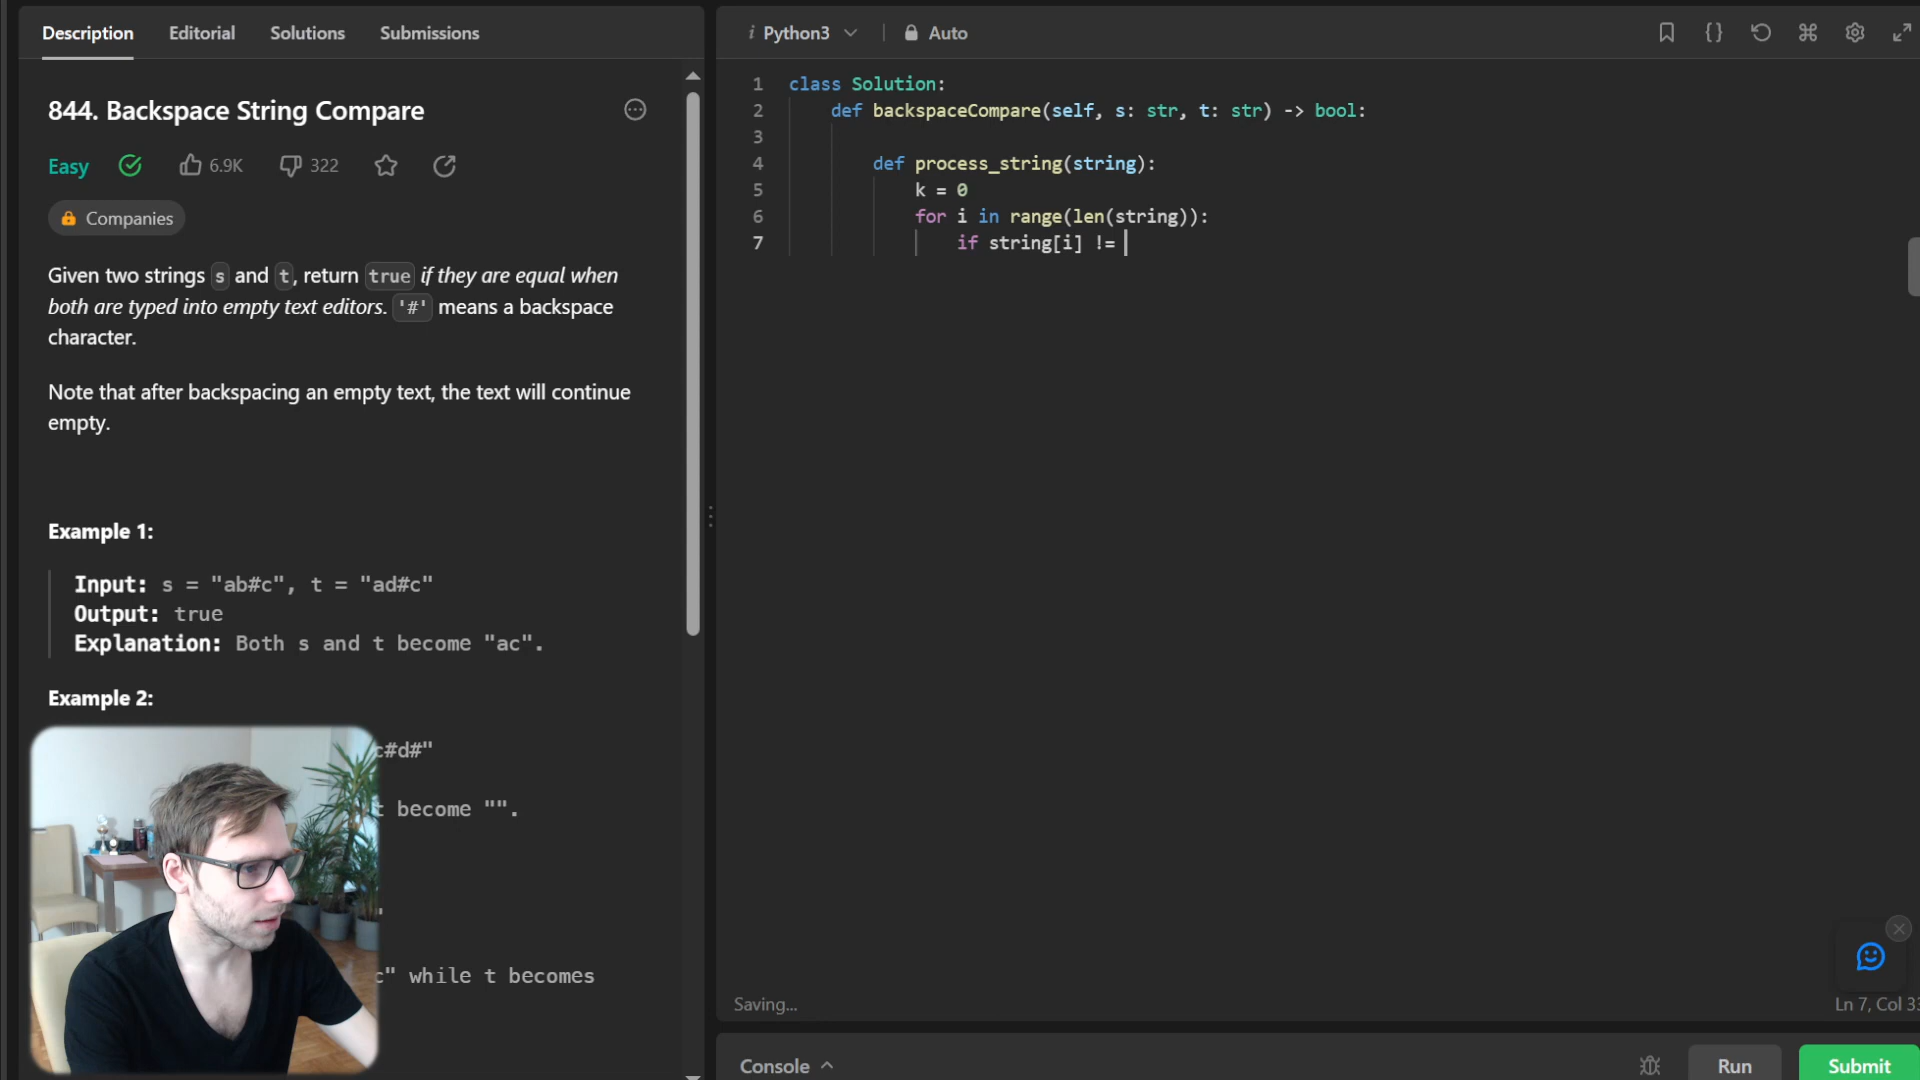 Description Editorial Solutions Submissions
844. Backspace String Compare
Easy 6.9K 322
Companies
Given two strings s and t, return true if they are equal when
both are typed into empty text editors. '#' means a backspace
character.
Note that after backspacing an empty text, the text will continue
empty.
Example 1:
Input: s = "ab#c", t = "ad#c"
Output: true
Explanation: Both s and t become "ac".
Example 2:
c#d#"
t become "".
"
c" while t becomes
i Python3 Auto
1 class Solution:
2 def backspaceCompare(self, s: str, t: str) -> bool:
3
4 def process_string(string):
5 k = 0
6 for i in range(len(string)):
7 if string[i] !=
Saving...
Ln 7, Col 33
Console Run Submit